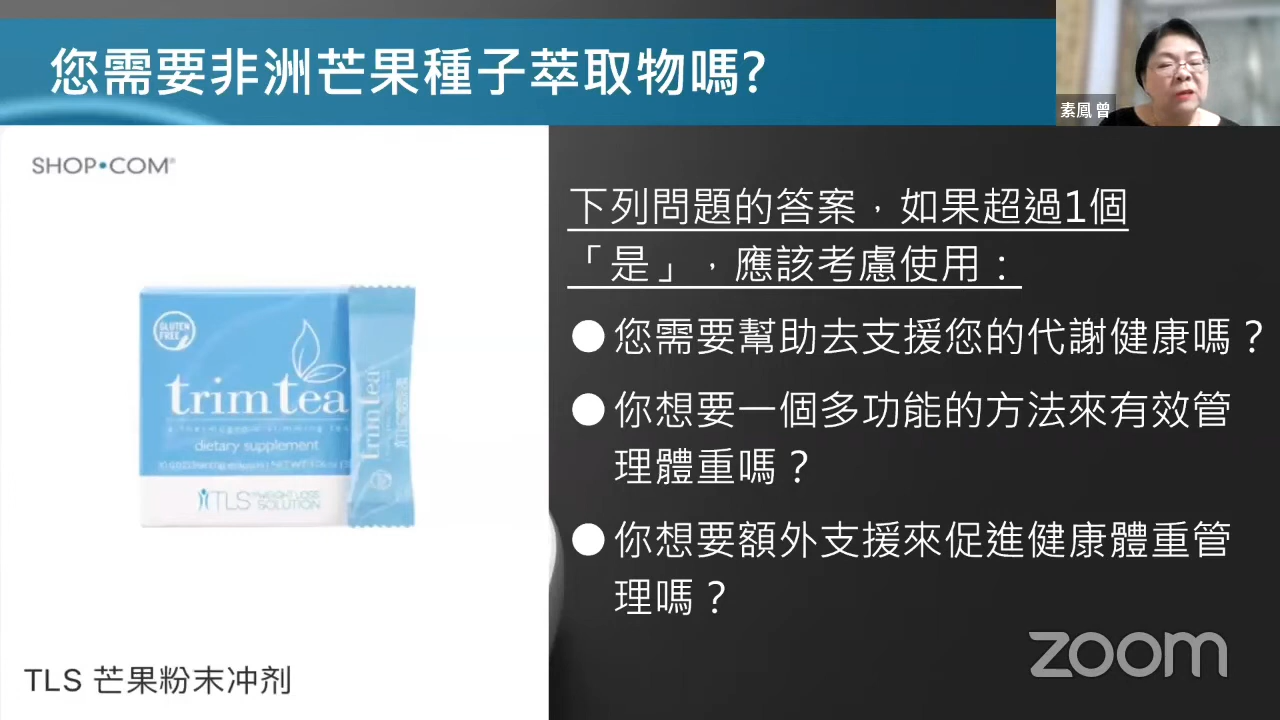 您需要非洲芒果種子萃取物嗎?
素鳳 曾
SHOP•COM®
GLUTEN
FREE
trim tea
dietary supplement
TLS WEIGHT LOSS
SOLUTION
trim tea
TLS 芒果粉末冲剂
下列問題的答案，如果超過1個
「是」，應該考慮使用：
●您需要幫助去支援您的代謝健康嗎？
●你想要一個多功能的方法來有效管
理體重嗎？
●你想要額外支援來促進健康體重管
理嗎？
zoom